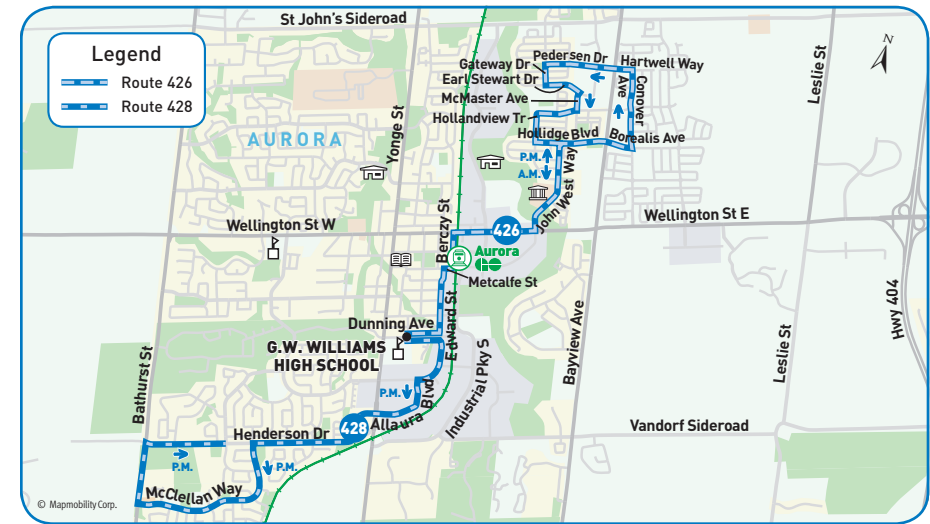 St John's Sideroad
Legend
Route 426
Route 428
N
Leslie St
Pedersen Dr
Hartwell Way
Gateway Dr
Earl Stewart Dr
McMaster Ave
Hollandview Tr
Conover
Ave
Hollidge Blvd
Borealis Ave
P.M.
A.M.
John West Way
AURORA
Yonge St
Wellington St W
Berczy St
426
Wellington St E
Aurora
GO
Metcalfe St
Dunning Ave
G.W. WILLIAMS
HIGH SCHOOL
Edward St
Industrial Pky S
Bayview Ave
Leslie St
Hwy 404
Bathurst St
P.M.
Allaura
Blvd
428
Henderson Dr
Vandorf Sideroad
P.M.
P.M.
McClellan Way
© Mapmobility Corp.